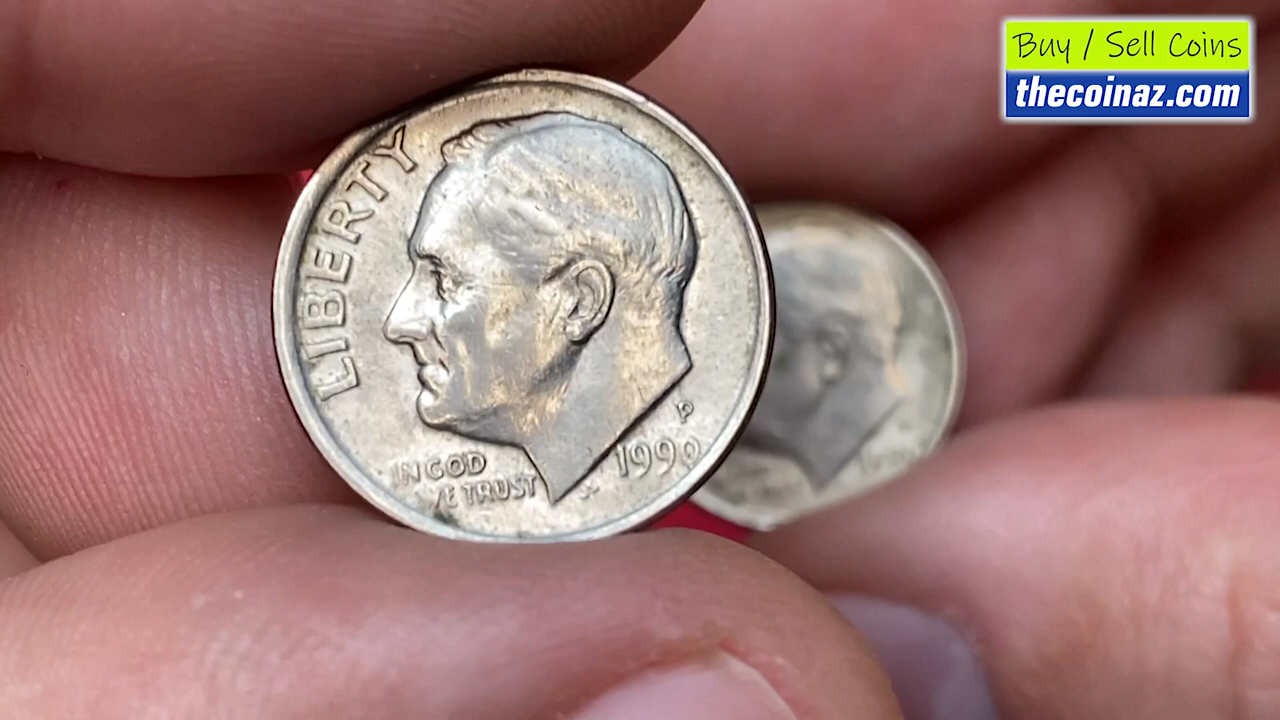 Buy / Sell Coins
thecoinaz.com
LIBERTY
P
1990
IN GOD
WE TRUST